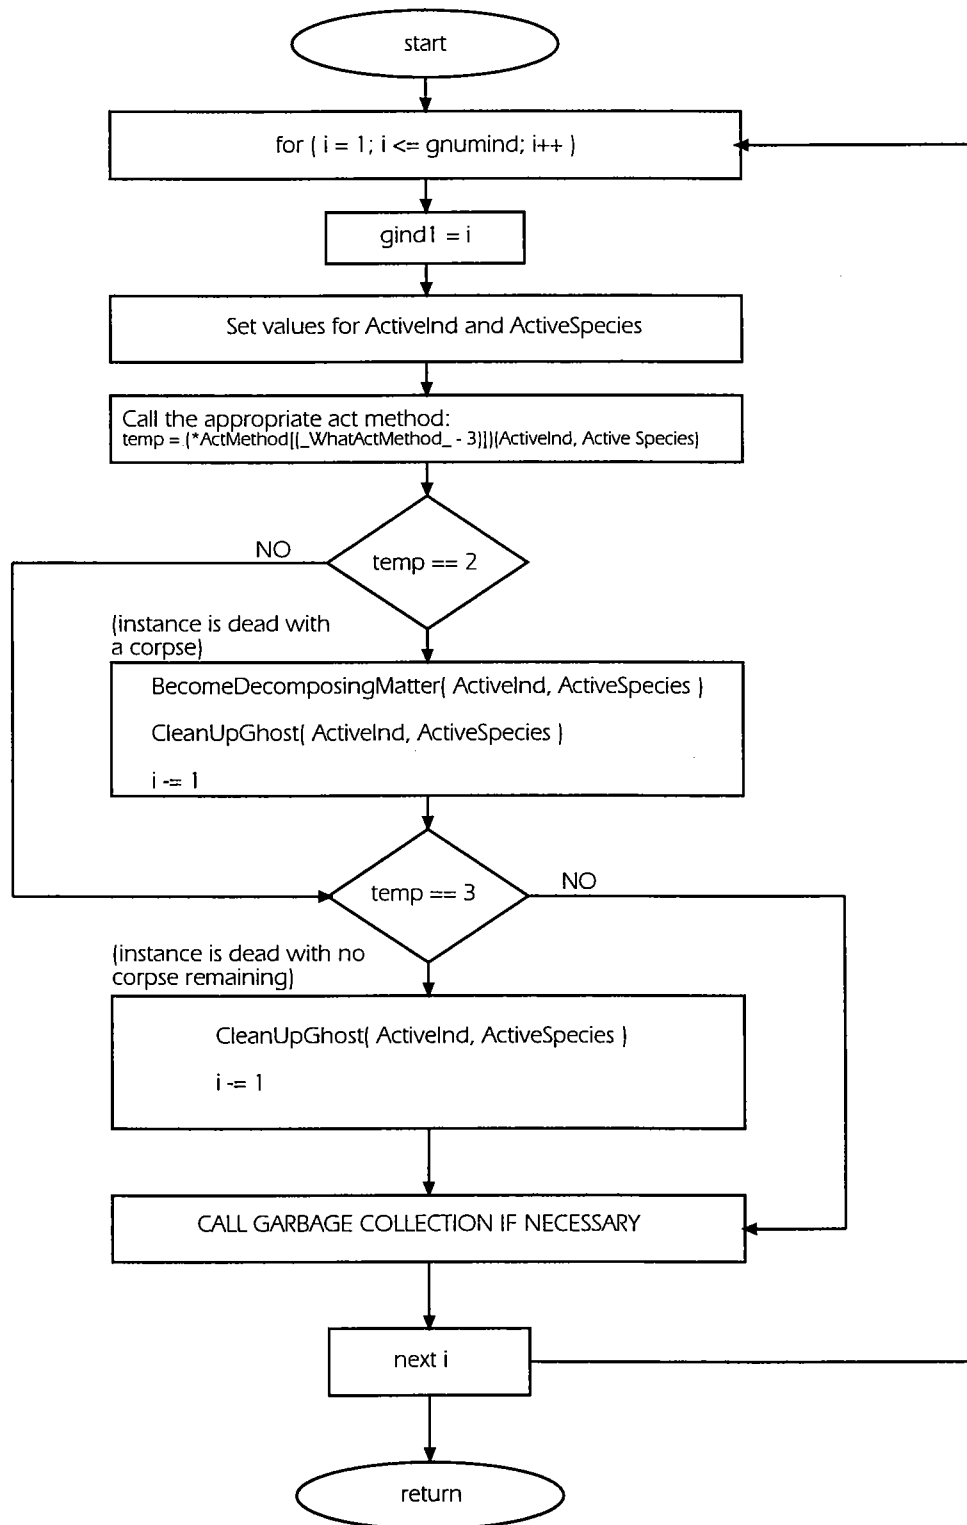 start
for ( i = 1; i <= gnumind; i++ )
gind1 = i
Set values for ActiveInd and ActiveSpecies
Call the appropriate act method:
temp = (*ActMethod[(_WhatActMethod_ - 3)])(ActiveInd, Active Species)
NO
temp == 2
(instance is dead with
a corpse)
BecomeDecomposingMatter( ActiveInd, ActiveSpecies )
CleanUpGhost( ActiveInd, ActiveSpecies )
i -= 1
temp == 3
NO
(instance is dead with no
corpse remaining)
CleanUpGhost( ActiveInd, ActiveSpecies )
i -= 1
CALL GARBAGE COLLECTION IF NECESSARY
next i
return